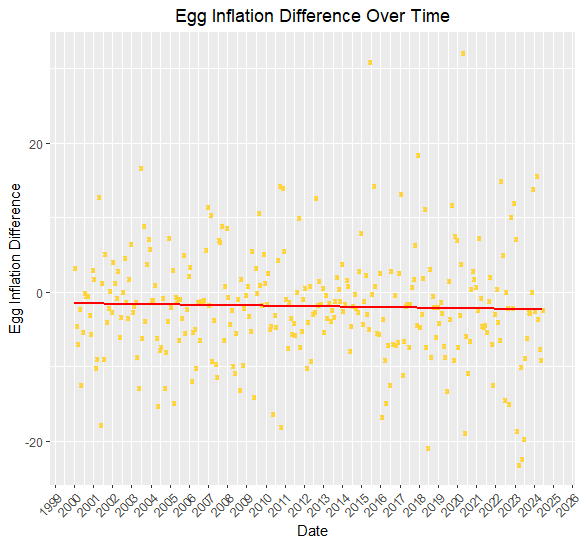 Egg Inflation Difference Over Time
Egg Inflation Difference
20
0
-20
1999 2000 2001 2002 2003 2004 2005 2006 2007 2008 2009 2010 2011 2012 2013 2014 2015 2016 2017 2018 2019 2020 2021 2022 2023 2024 2025 2026
Date